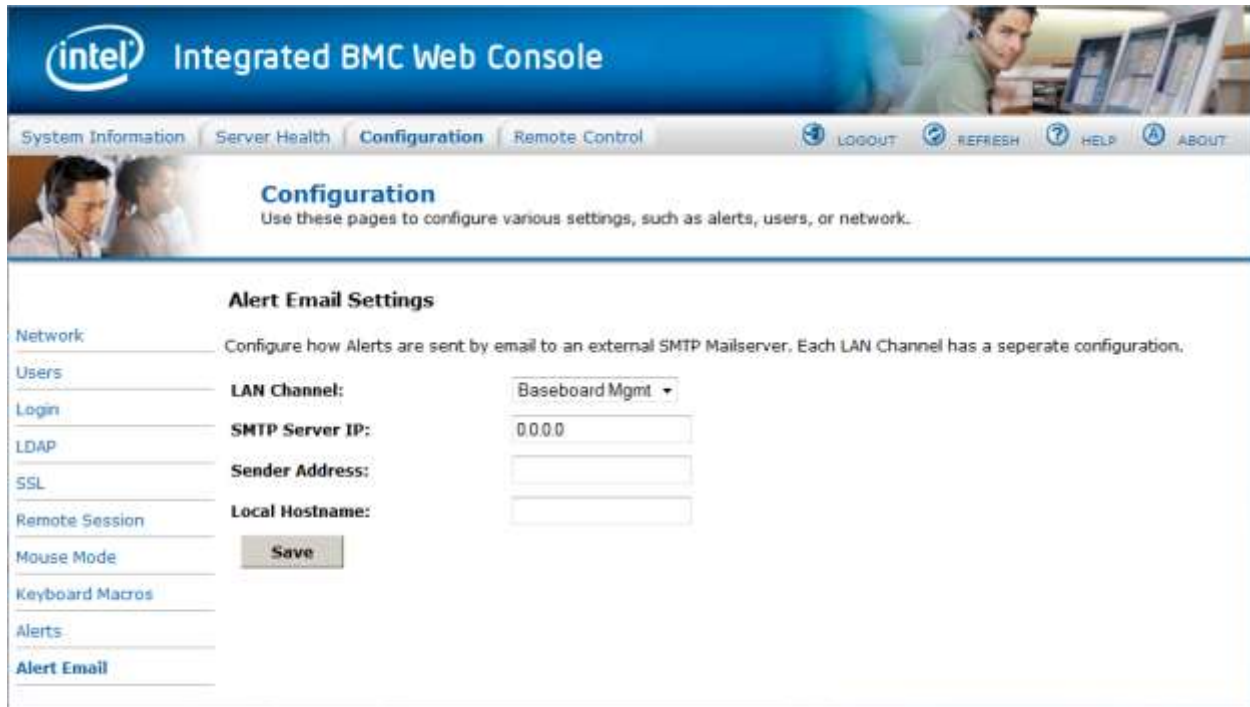 intel Integrated BMC Web Console
System Information Server Health Configuration Remote Control LOGOUT REFRESH HELP A ABOUT
Configuration
Use these pages to configure various settings, such as alerts, users, or network.
Alert Email Settings
Configure how Alerts are sent by email to an external SMTP Mailserver. Each LAN Channel has a seperate configuration.
Network
Users
Login
LDAP
SSL
Remote Session
Mouse Mode
Keyboard Macros
Alerts
Alert Email
LAN Channel: Baseboard Mgmt
SMTP Server IP: 0.0.0.0
Sender Address:
Local Hostname:
Save